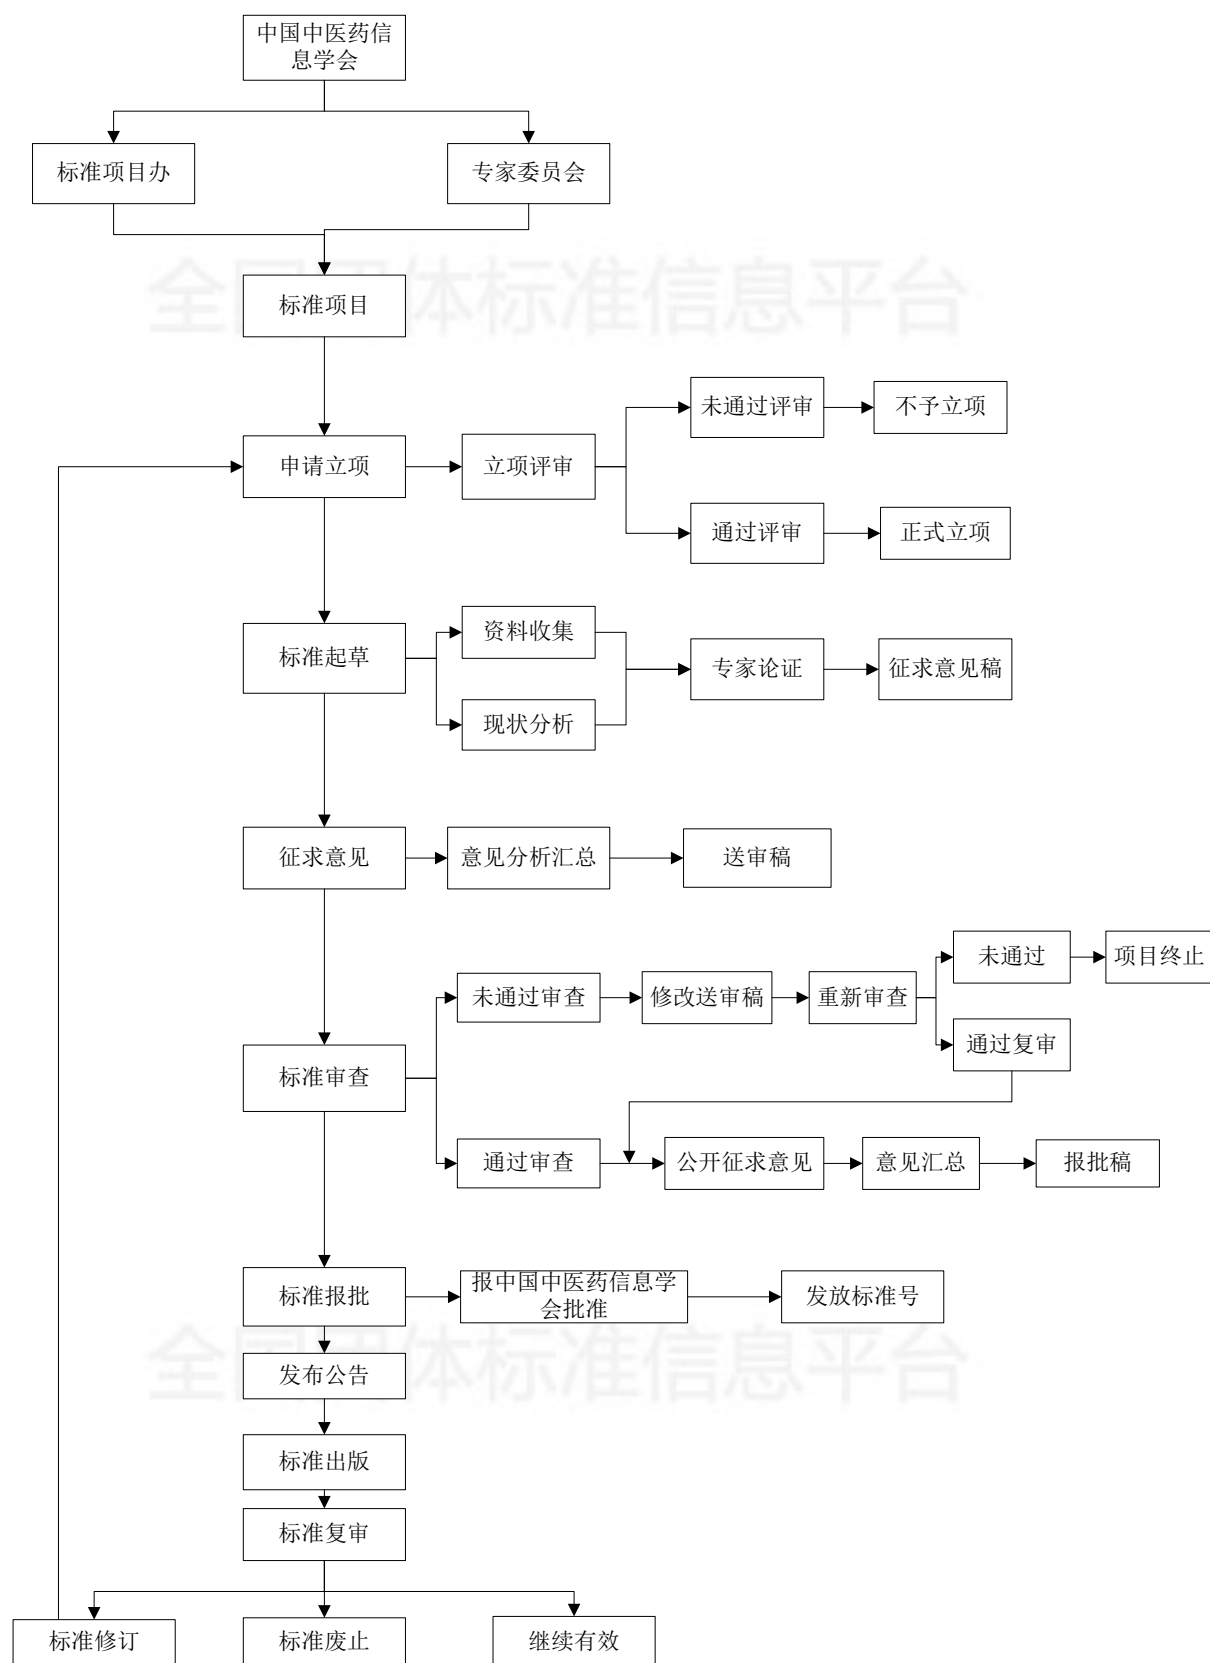 中国中医药信
息学会
标准项目办
专家委员会
全国团体标准信息平台
标准项目
未通过评审
不予立项
申请立项
立项评审
通过评审
正式立项
资料收集
标准起草
专家论证
征求意见稿
现状分析
征求意见
意见分析汇总
送审稿
未通过
项目终止
未通过审查
修改送审稿
重新审查
通过复审
标准审查
通过审查
公开征求意见
意见汇总
报批稿
标准报批
报中国中医药信息学
会批准
发放标准号
全国团体标准信息平台
发布公告
标准出版
标准复审
标准修订
标准废止
继续有效